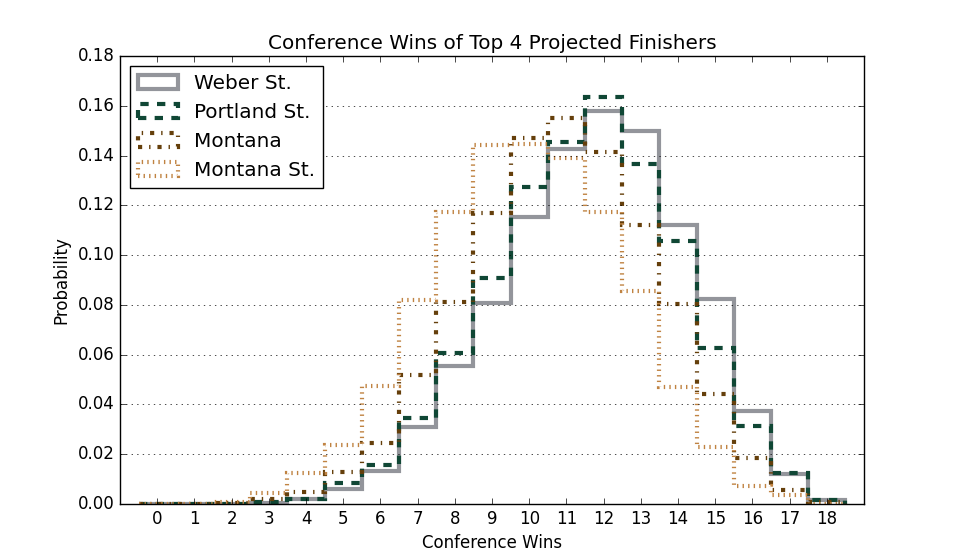 Conference Wins of Top 4 Projected Finishers
0.18
0.16
0.14
0.12
0.10
0.08
0.06
0.04
0.02
0.00
Probability
Weber St.
Portland St.
Montana
Montana St.
0 1 2 3 4 5 6 7 8 9 10 11 12 13 14 15 16 17 18
Conference Wins